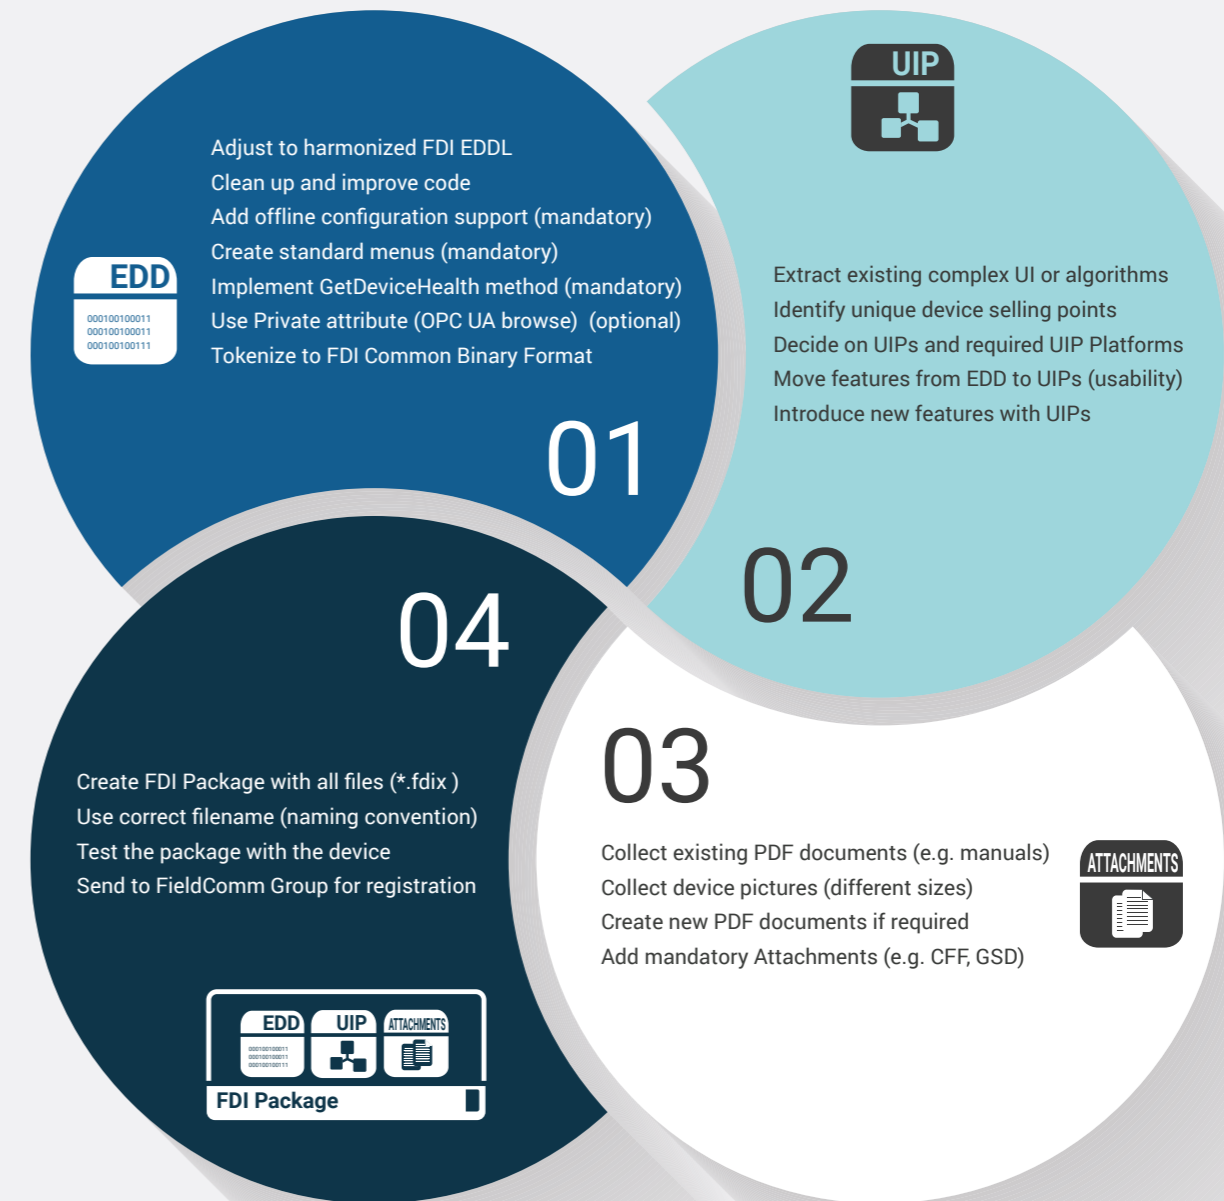 EDD
000100100011
000100100011
000100100111
Adjust to harmonized FDI EDDL
Clean up and improve code
Add offline configuration support (mandatory)
Create standard menus (mandatory)
Implement GetDeviceHealth method (mandatory)
Use Private attribute (OPC UA browse)  (optional)
Tokenize to FDI Common Binary Format
01
UIP
Extract existing complex UI or algorithms
Identify unique device selling points
Decide on UIPs and required UIP Platforms
Move features from EDD to UIPs (usability)
Introduce new features with UIPs
02
03
Collect existing PDF documents (e.g. manuals)
Collect device pictures (different sizes)
Create new PDF documents if required
Add mandatory Attachments (e.g. CFF, GSD)
ATTACHMENTS
04
Create FDI Package with all files (*.fdix )
Use correct filename (naming convention)
Test the package with the device
Send to FieldComm Group for registration
EDD
000100100011
000100100011
000100100111
UIP
ATTACHMENTS
FDI Package